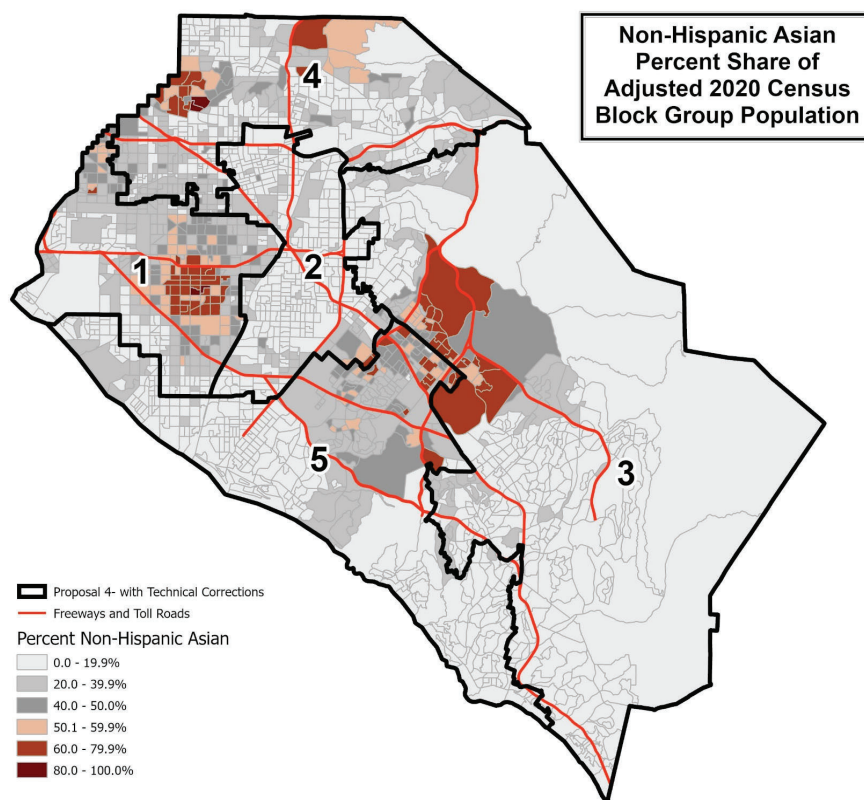 Non-Hispanic Asian
Percent Share of
Adjusted 2020 Census
Block Group Population
4
1
2
3
5
Proposal 4- with Technical Corrections
Freeways and Toll Roads
Percent Non-Hispanic Asian
0.0 - 19.9%
20.0 - 39.9%
40.0 - 50.0%
50.1 - 59.9%
60.0 - 79.9%
80.0 - 100.0%